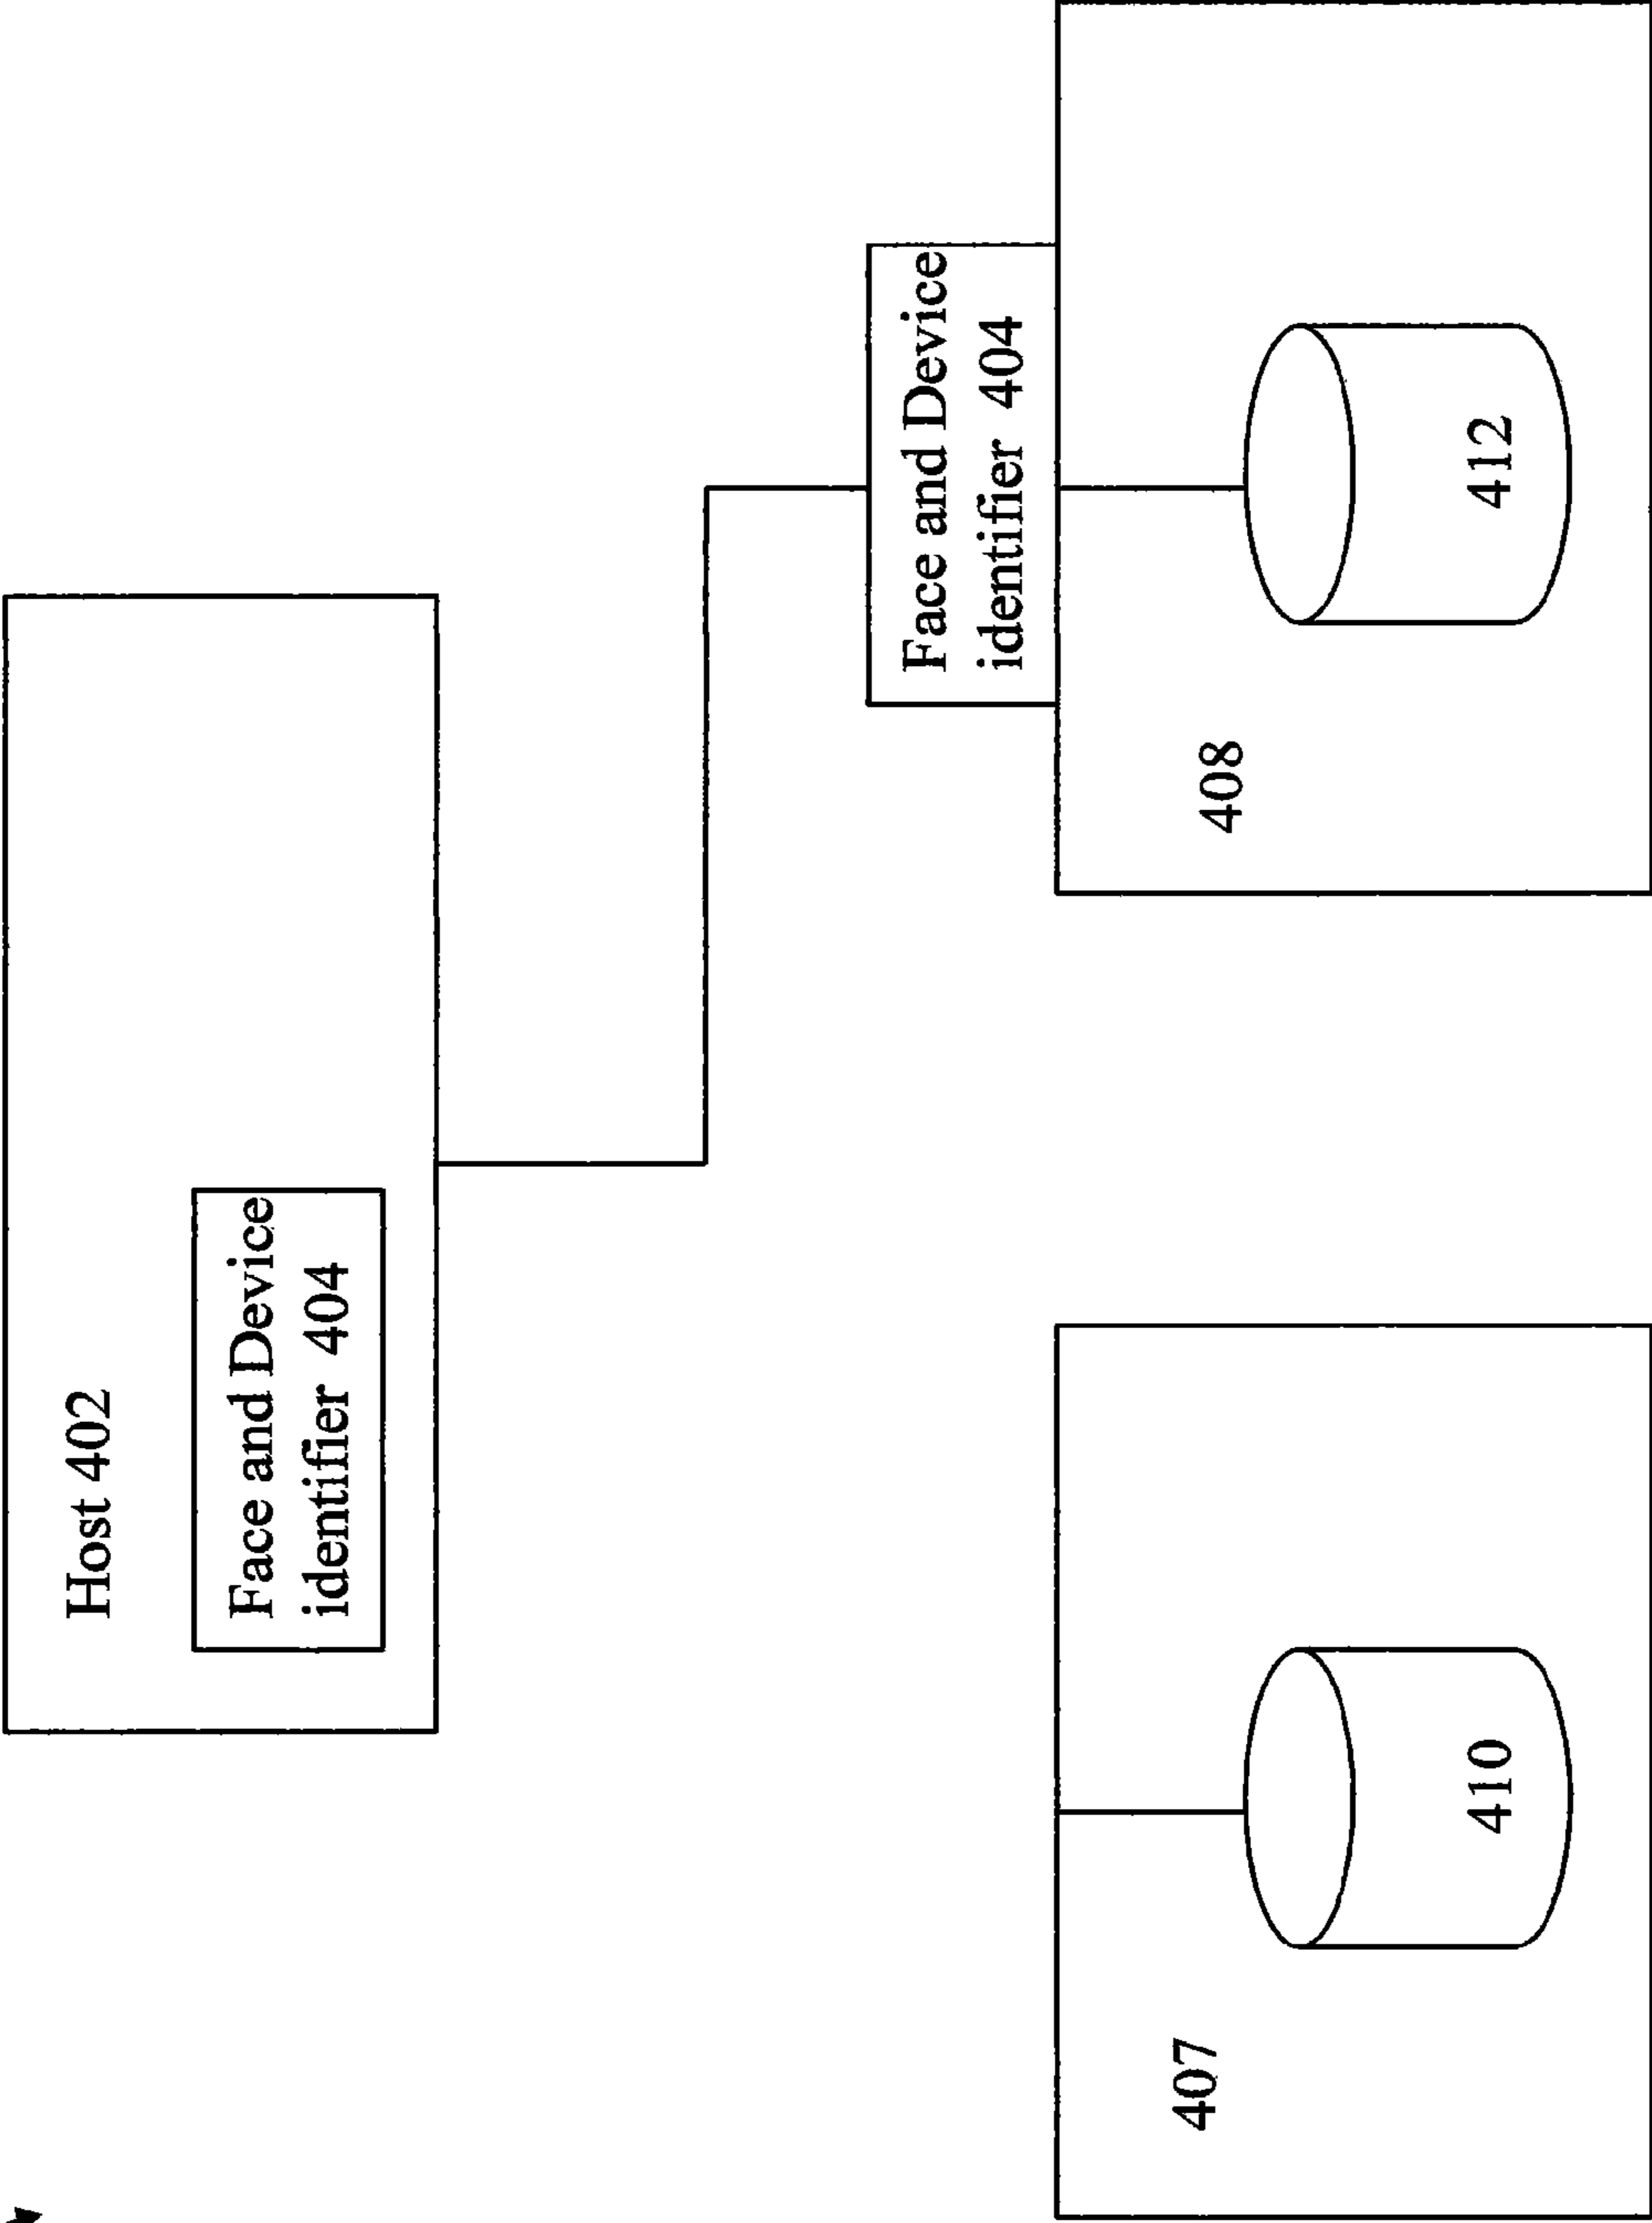 Host 402
Face and Device
identifier 404
Face and Device
identifier 404
407
410
408
412